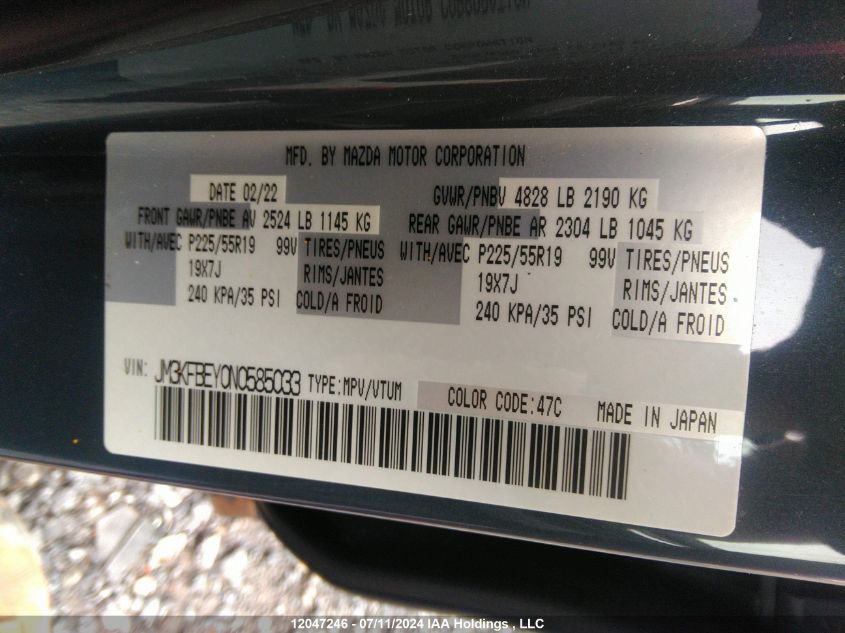 MFD. BY MAZDA MOTOR CORPORATION
DATE 02/22 GVWR/PNBV 4828 LB 2190 KG
FRONT GAWR/PNBE AV 2524 LB 1145 KG REAR GAWR/PNBE AR 2304 LB 1045 KG
WITH/AVEC P225/55R19 99V TIRES/PNEUS WITH/AVEC P225/55R19 99V TIRES/PNEUS
19X7J RIMS/JANTES 19X7J RIMS/JANTES
240 KPA/35 PSI COLD/A FROID 240 KPA/35 PSI COLD/A FROID
VIN: JM3KFBEY0N0585033 TYPE:MPV/VTUM COLOR CODE:47C MADE IN JAPAN
12047246 - 07/11/2024 IAA Holdings , LLC